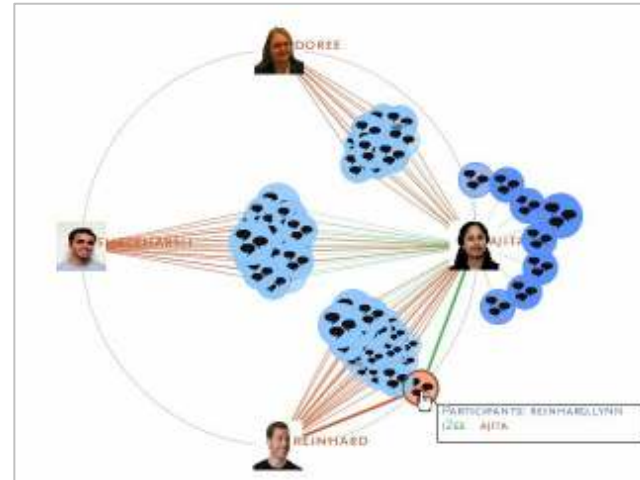 DOREE
AJITA
REINHARD
PARTICIPANTS: REINHARD,LYNN
AJITA